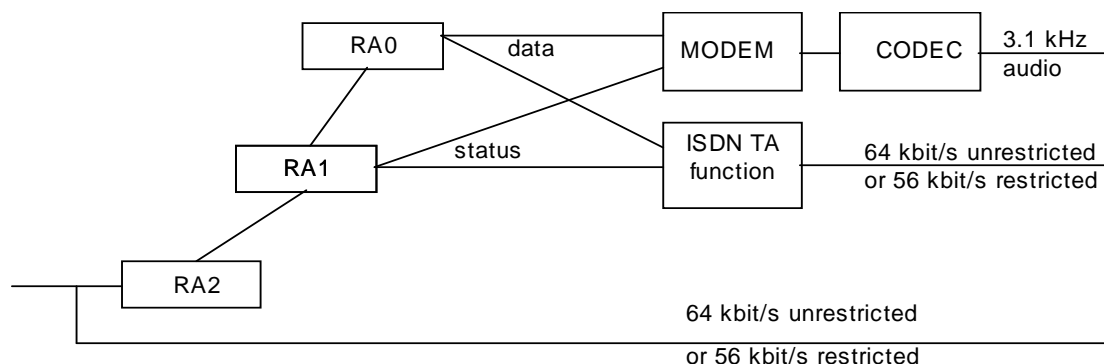 RA0
data
MODEM
CODEC
3.1 kHz
audio
RA1
status
ISDN TA
function
64 kbit/s unrestricted
or 56 kbit/s restricted
RA2
64 kbit/s unrestricted
or 56 kbit/s restricted